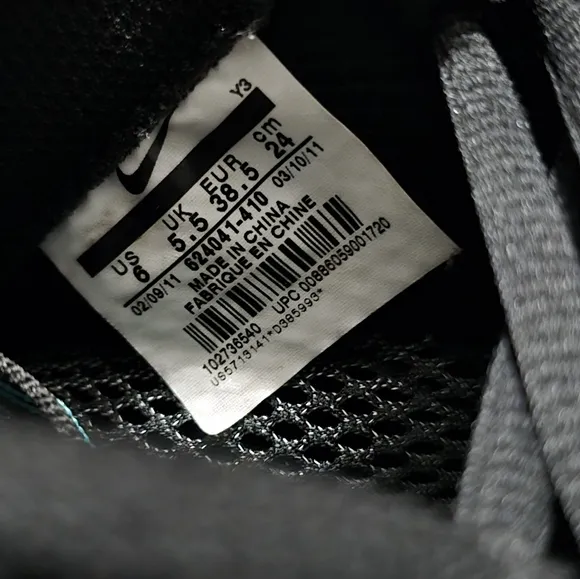 Y3
US UK EUR cm
6 5.5 38.5 24
02/09/11 624041-410 03/10/11
MADE IN CHINA
FABRIQUE EN CHINE
102736540 UPC 00886059001720
US5713141*D385993*